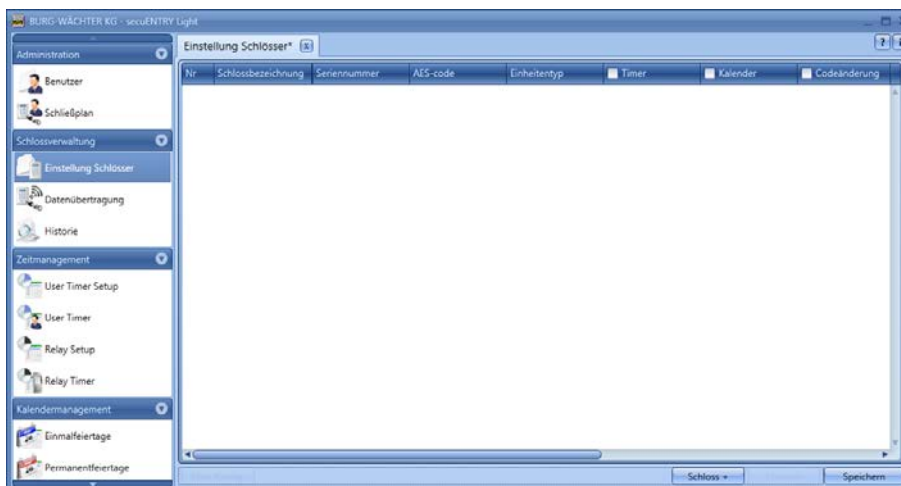 BURG-WÄCHTER KG - secuENTRY Light
Administration
Benutzer
Schließplan
Schlossverwaltung
Einstellung Schlösser
Datenübertragung
Historie
Zeitmanagement
User Timer Setup
User Timer
Relay Setup
Relay Timer
Kalendermanagement
Einmalfeiertage
Permanentfeiertage
Einstellung Schlösser* x
?
Nr Schlossbezeichnung Seriennummer AES-code Einheitentyp Timer Kalender Codeänderung
Schloss +
Speichern